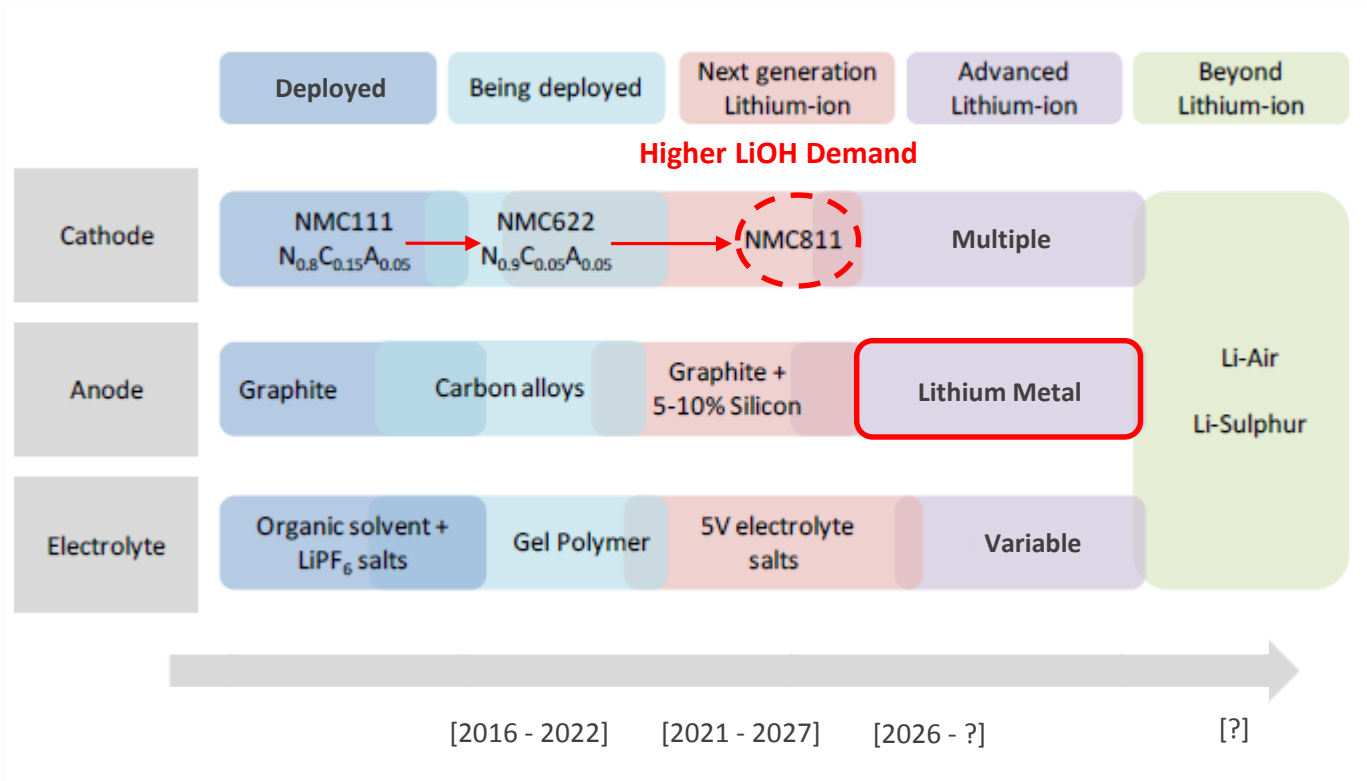 Deployed
Being deployed
Next generation
Lithium-ion
Advanced
Lithium-ion
Beyond
Lithium-ion
Higher LiOH Demand
Cathode
NMC111
N₀.₈C₀.₁₅A₀.₀₅
NMC622
N₀.₉C₀.₀₅A₀.₀₅
NMC811
Multiple
Anode
Graphite
Carbon alloys
Graphite +
5-10% Silicon
Lithium Metal
Li-Air
Li-Sulphur
Electrolyte
Organic solvent +
LiPF₆ salts
Gel Polymer
5V electrolyte
salts
Variable
[2016 - 2022]
[2021 - 2027]
[2026 - ?]
[?]